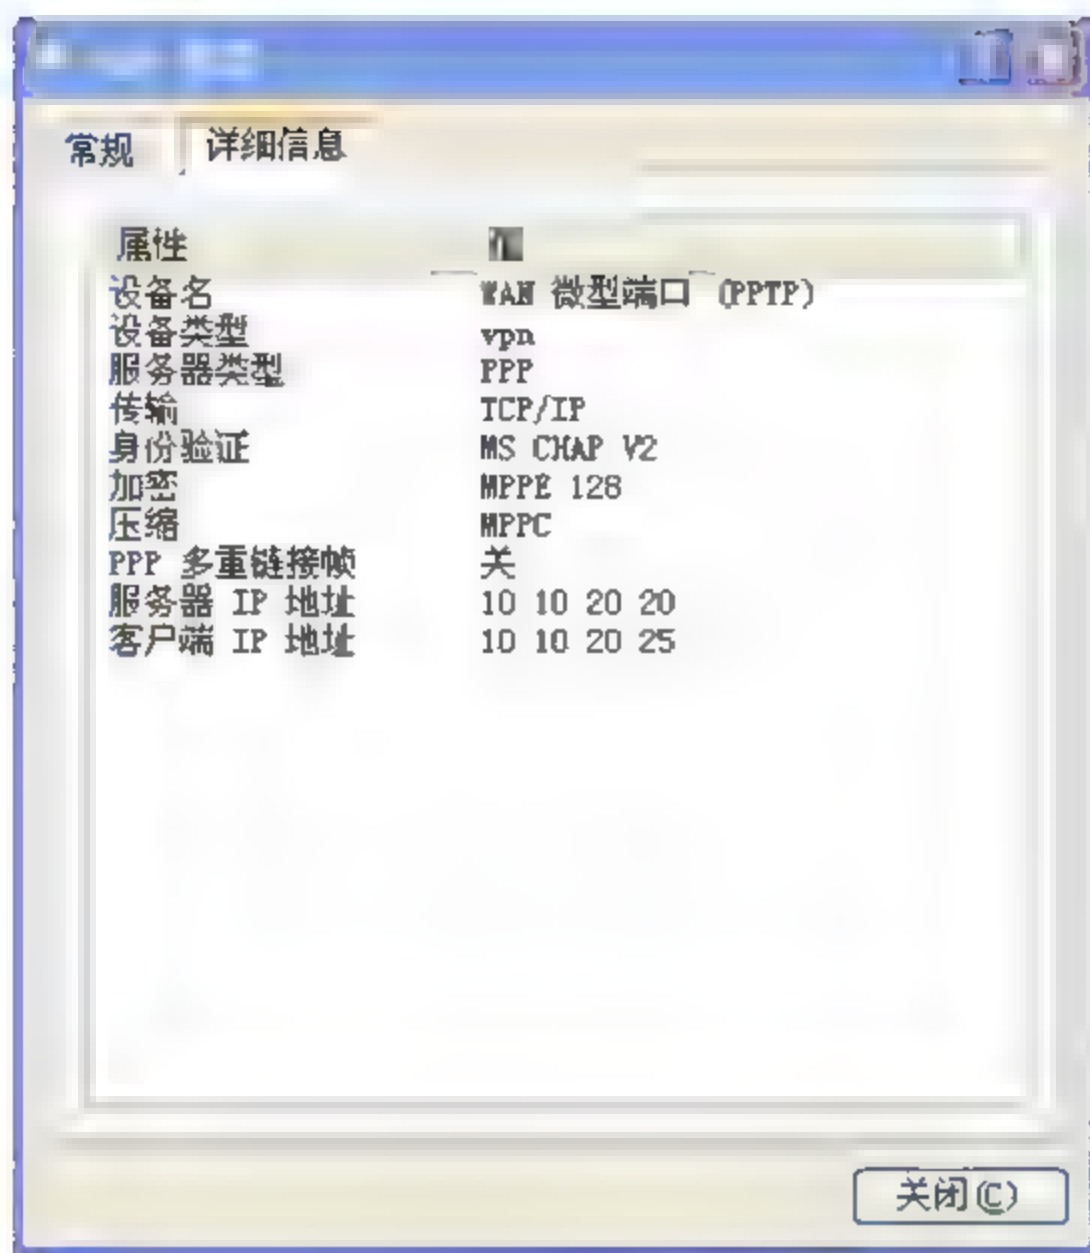 常规 详细信息
属性
设备名 WAN 微型端口 (PPTP)
设备类型 vpn
服务器类型 PPP
传输 TCP/IP
身份验证 MS CHAP V2
加密 MPPE 128
压缩 MPPC
PPP 多重链接帧 关
服务器 IP 地址 10 10 20 20
客户端 IP 地址 10 10 20 25
关闭(C)